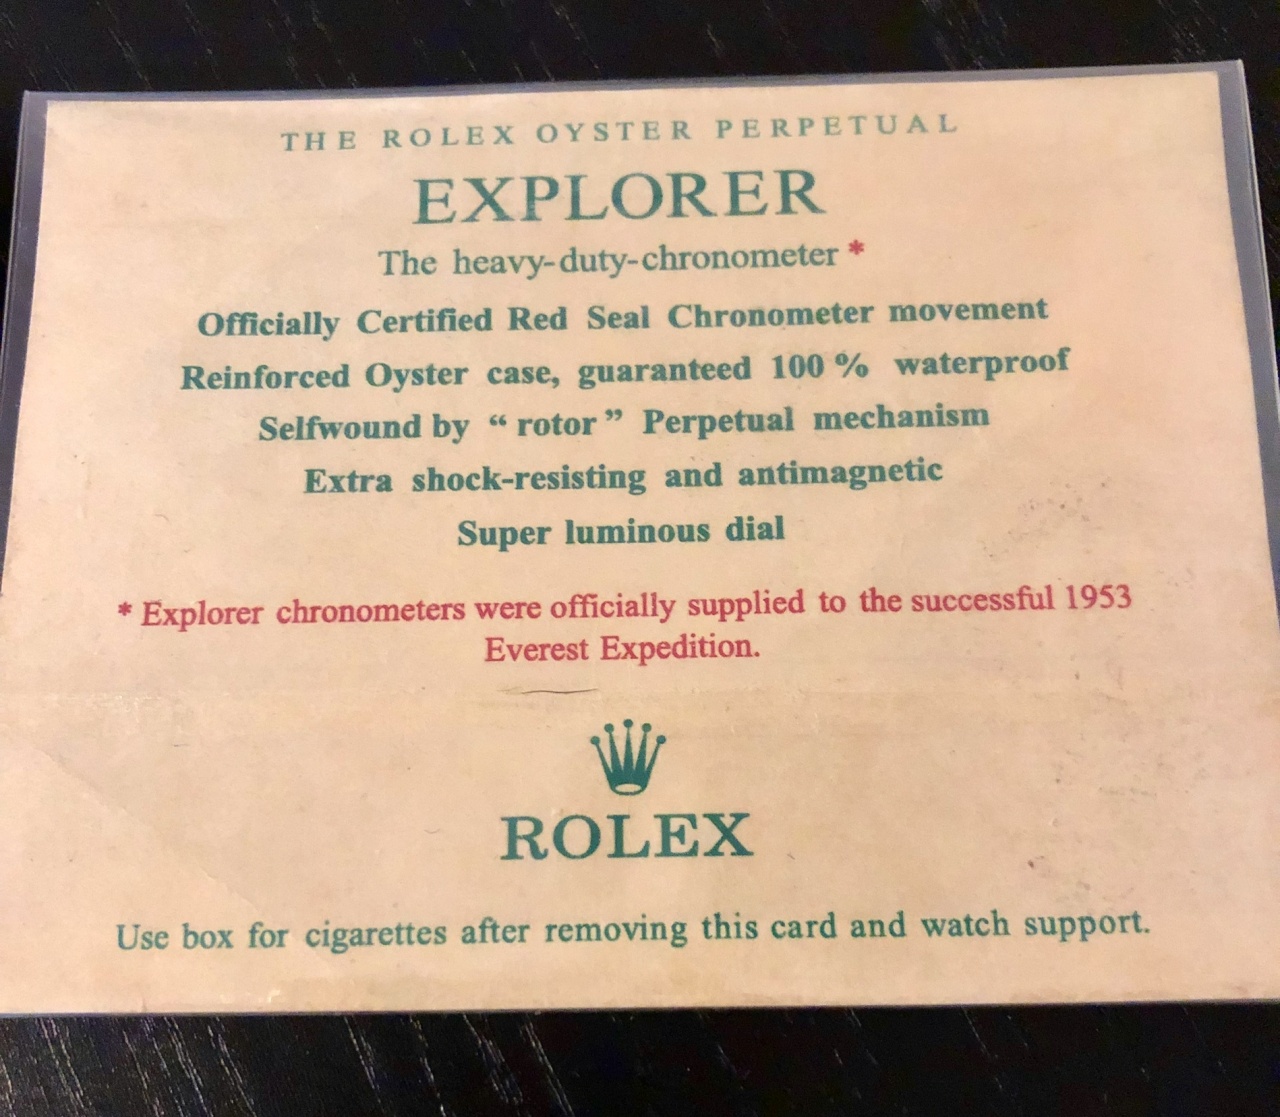 THE ROLEX OYSTER PERPETUAL
EXPLORER
The heavy-duty-chronometer *
Officially Certified Red Seal Chronometer movement
Reinforced Oyster case, guaranteed 100 % waterproof
Selfwound by “ rotor ” Perpetual mechanism
Extra shock-resisting and antimagnetic
Super luminous dial
* Explorer chronometers were officially supplied to the successful 1953
Everest Expedition.
ROLEX
Use box for cigarettes after removing this card and watch support.